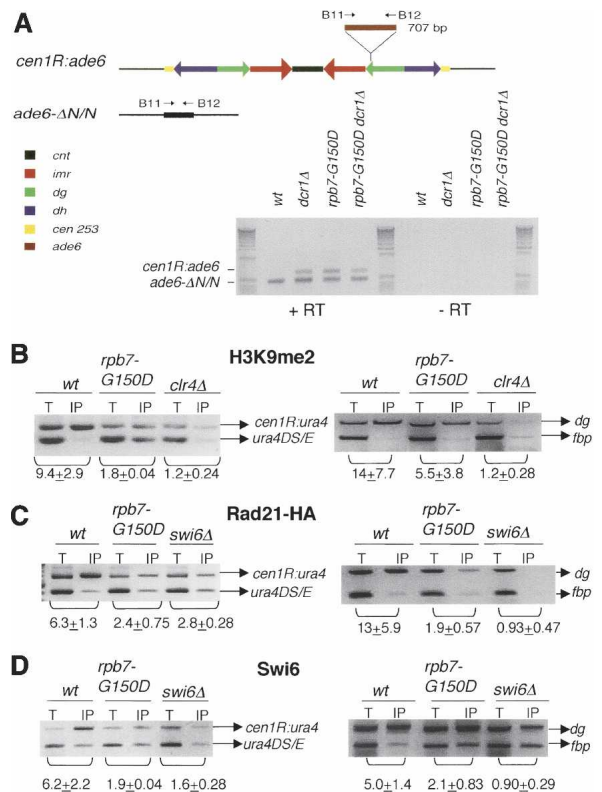 A
B11 B12
707 bp
cen1R:ade6
ade6-ΔN/N
B11 B12
cnt
imr
dg
dh
cen 253
ade6
wt
dcr1Δ
rpb7-G150D
rpb7-G150D dcr1Δ
wt
dcr1Δ
rpb7-G150D
rpb7-G150D dcr1Δ
cen1R:ade6
ade6-ΔN/N
+ RT - RT
B
H3K9me2
wt rpb7-G150D clr4Δ
T IP T IP T IP
cen1R:ura4
ura4DS/E
9.4±2.9 1.8±0.04 1.2±0.24
wt rpb7-G150D clr4Δ
T IP T IP T IP
dg
fbp
14±7.7 5.5±3.8 1.2±0.28
C
Rad21-HA
wt rpb7-G150D swi6Δ
T IP T IP T IP
cen1R:ura4
ura4DS/E
6.3±1.3 2.4±0.75 2.8±0.28
wt rpb7-G150D swi6Δ
T IP T IP T IP
dg
fbp
13±5.9 1.9±0.57 0.93±0.47
D
Swi6
wt rpb7-G150D swi6Δ
T IP T IP T IP
cen1R:ura4
ura4DS/E
6.2±2.2 1.9±0.04 1.6±0.28
wt rpb7-G150D swi6Δ
T IP T IP T IP
dg
fbp
5.0±1.4 2.1±0.83 0.90±0.29